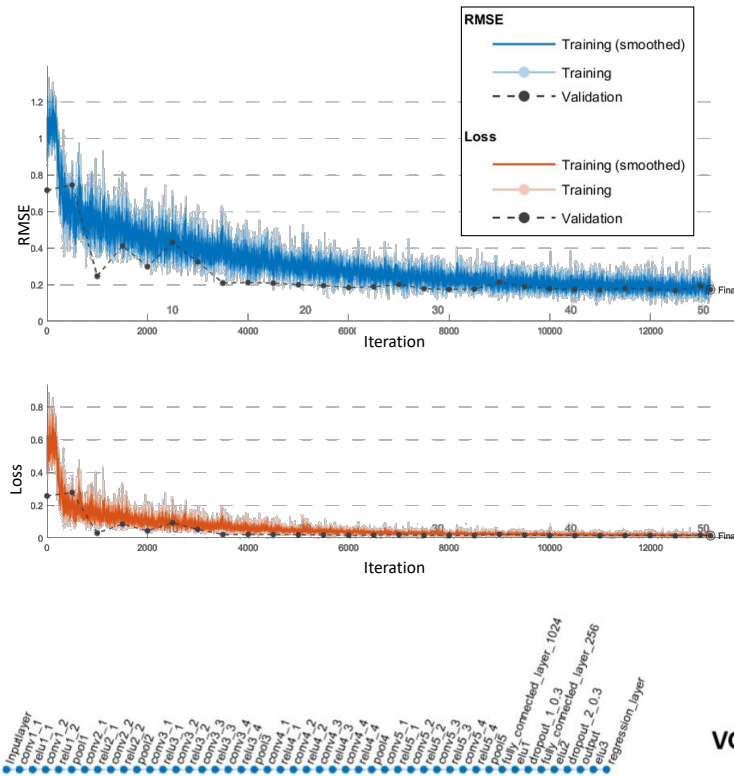 RMSE
Training (smoothed)
Training
Validation
Loss
Training (smoothed)
Training
Validation
RMSE
1.2
1
0.8
0.6
0.4
0.2
0
10
20
30
40
50
Fina
0
2000
4000
6000
8000
10000
12000
Iteration
Loss
0.8
0.6
0.4
0.2
0
30
40
50
Fina
0
2000
4000
6000
8000
10000
12000
Iteration
Inputlayer
conv1_1
relu1_1
conv1_2
relu1_2
pool1
conv2_1
relu2_1
conv2_2
relu2_2
pool2
conv3_1
relu3_1
conv3_2
relu3_2
conv3_3
relu3_3
conv3_4
relu3_4
pool3
conv4_1
relu4_1
conv4_2
relu4_2
conv4_3
relu4_3
conv4_4
relu4_4
pool4
conv5_1
relu5_1
conv5_2
relu5_2
conv5_3
relu5_3
conv5_4
relu5_4
pool5
fully_connected_layer_1024
elu1
dropout_1_0.3
fully_connected_layer_256
elu2
dropout_2_0.3
output
elu3
regression_layer